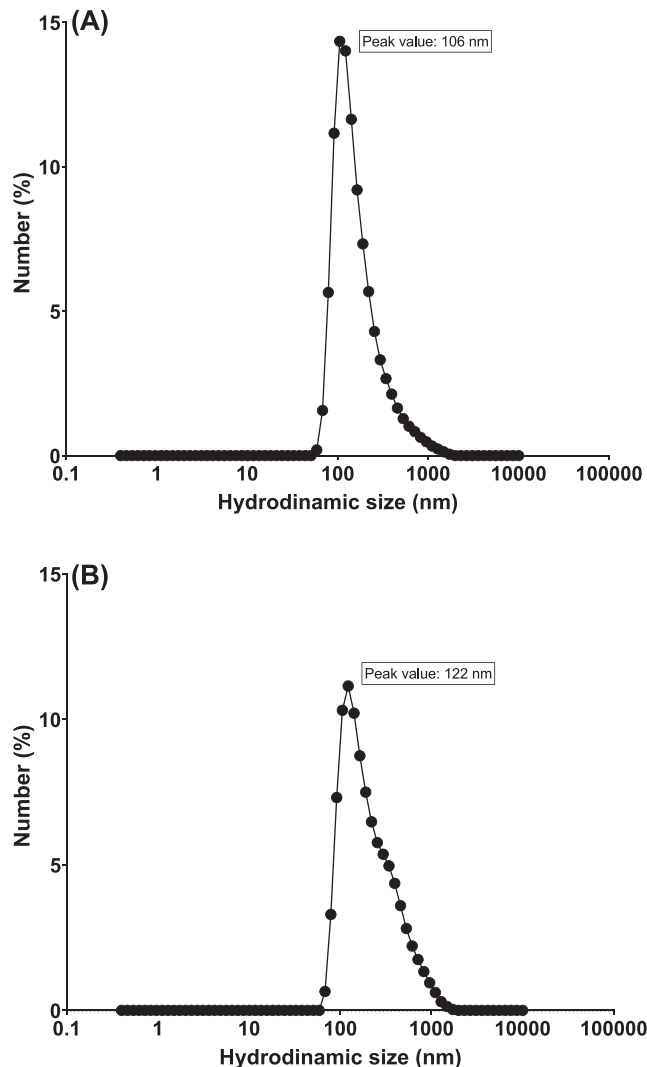 (A)
15
Peak value: 106 nm
10
Number (%)
5
0
0.1 1 10 100 1000 10000 100000
Hydrodinamic size (nm)
(B)
15
Peak value: 122 nm
10
Number (%)
5
0
0.1 1 10 100 1000 10000 100000
Hydrodinamic size (nm)